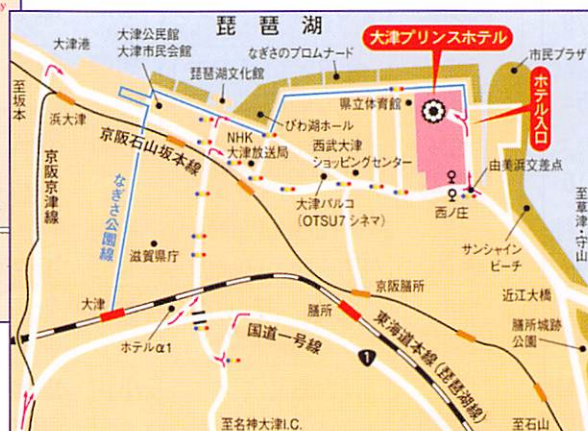 y
琵琶湖
大津港
大津公民館
大津市民会館
琵琶湖文化館
なぎさのプロムナード
大津プリンスホテル
市民プラザ
ホテル入口
至坂本
浜大津
京阪石山坂本線
NHK
大津放送局
びわ湖ホール
県立体育館
西武大津
ショッピングセンター
京阪京津線
なぎさ公園線
大津パルコ
(OTSU7シネマ)
西ノ庄
由美浜交差点
至草津・守山
滋賀県庁
サンシャイン
ビーチ
大津
京阪膳所
近江大橋
膳所
膳所城跡
公園
ホテルα1
国道一号線
1
東海道本線(琵琶湖線)
至名神大津I.C.
至石山